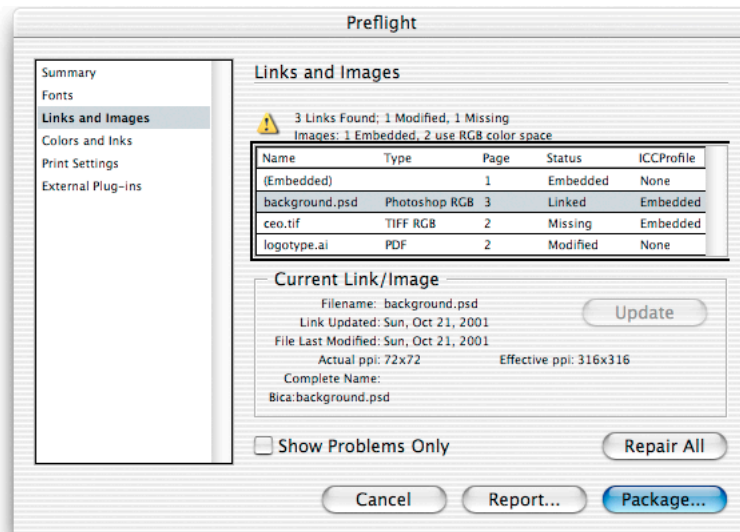 Preflight
Summary
Fonts
Links and Images
Colors and Inks
Print Settings
External Plug-ins
Links and Images
3 Links Found; 1 Modified, 1 Missing
Images: 1 Embedded, 2 use RGB color space
Name Type Page Status ICCProfile
(Embedded) 1 Embedded None
background.psd Photoshop RGB 3 Linked Embedded
ceo.tif TIFF RGB 2 Missing Embedded
logotype.ai PDF 2 Modified None
Current Link/Image
Filename: background.psd
Update
Link Updated: Sun, Oct 21, 2001
File Last Modified: Sun, Oct 21, 2001
Actual ppi: 72x72 Effective ppi: 316x316
Complete Name:
Bica:background.psd
Show Problems Only Repair All
Cancel Report... Package...